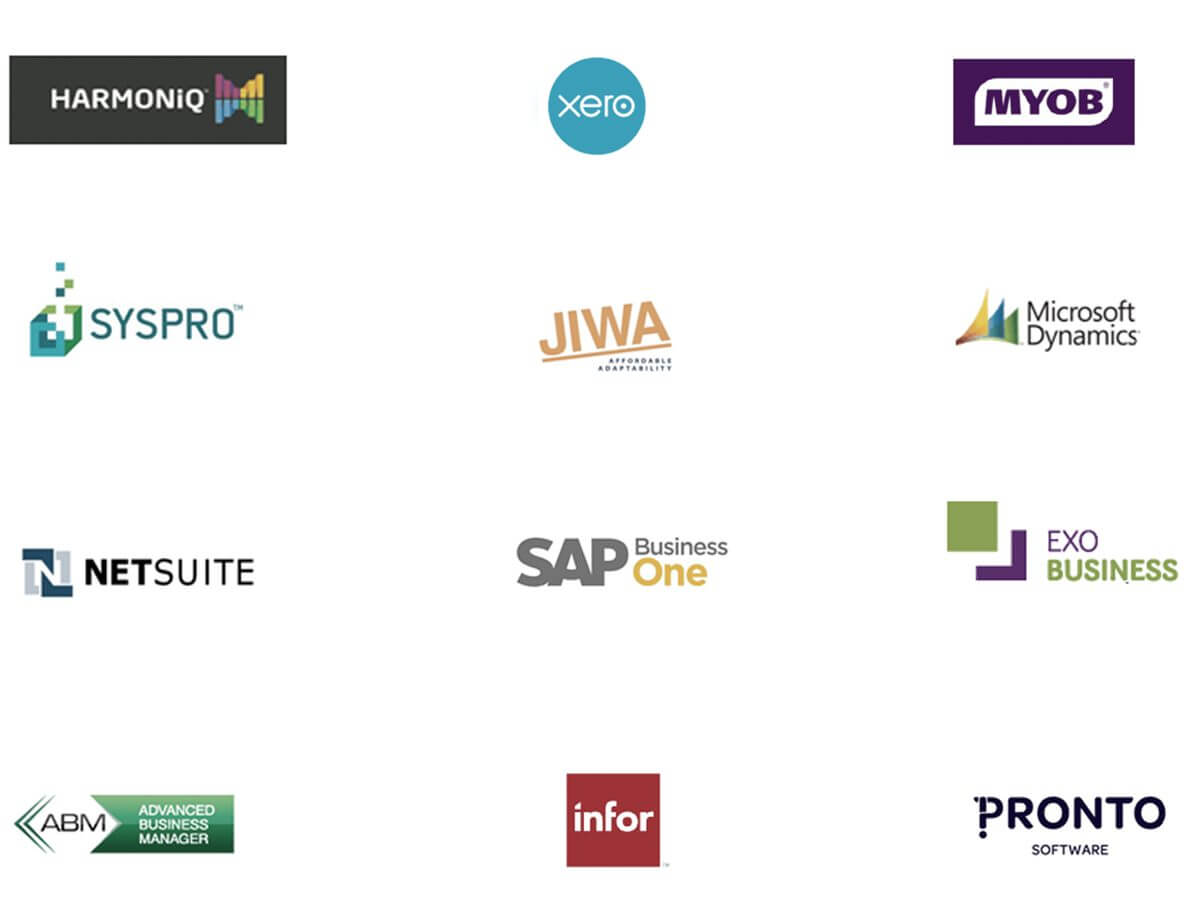 HARMONiQ
xero
MYOB®
SYSPRO™
JIWA
AFFORDABLE
ADAPTABILITY
Microsoft
Dynamics
NETSUITE
SAP Business
One
EXO
BUSINESS
ABM
ADVANCED
BUSINESS
MANAGER
infor
TM
PRONTO
SOFTWARE